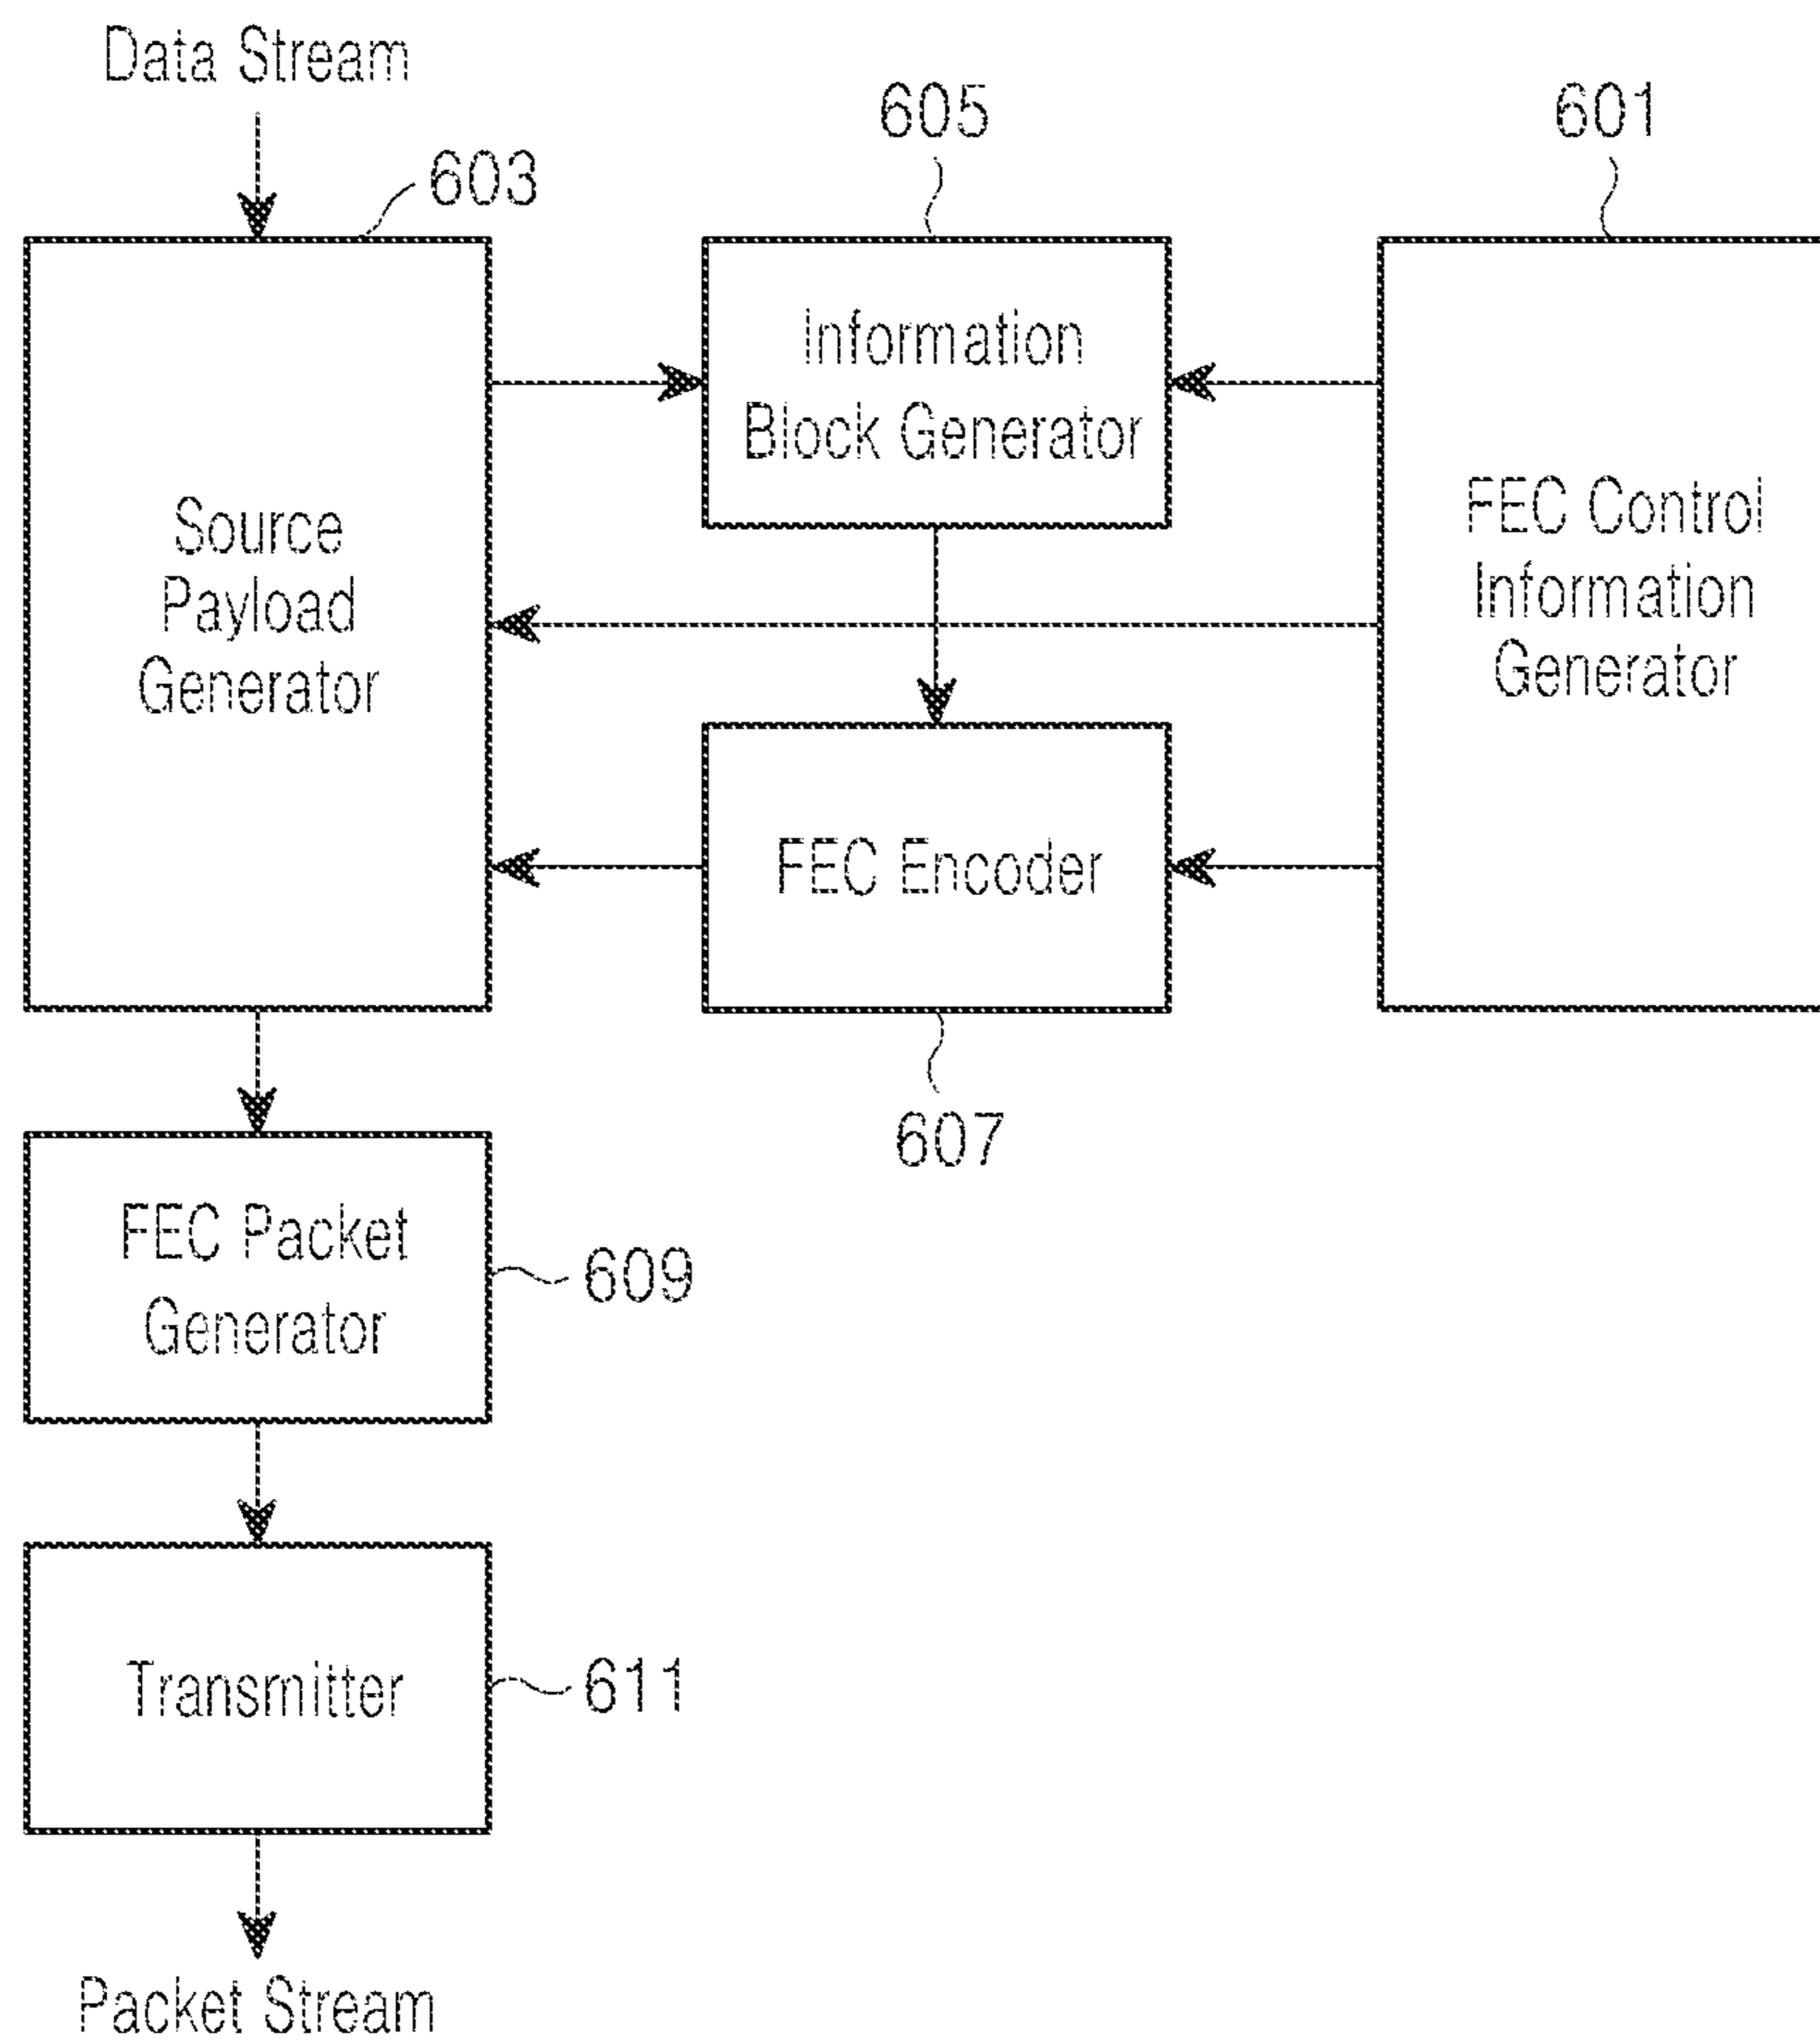 Data Stream
603
605
601
Source
Payload
Generator
Information
Block Generator
FEC Control
Information
Generator
FEC Encoder
607
FEC Packet
Generator
609
Transmitter
611
Packet Stream